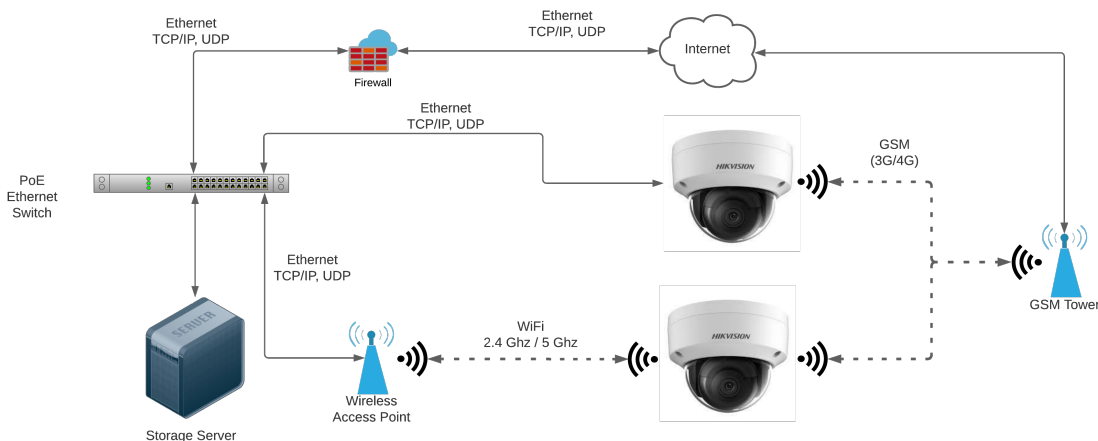 Ethernet
TCP/IP, UDP
Ethernet
TCP/IP, UDP
Internet
Firewall
Ethernet
TCP/IP, UDP
HIKVISION
GSM
(3G/4G)
PoE
Ethernet
Switch
Ethernet
TCP/IP, UDP
GSM Tower
SERVER
WiFi
2.4 Ghz / 5 Ghz
HIKVISION
Wireless
Access Point
Storage Server